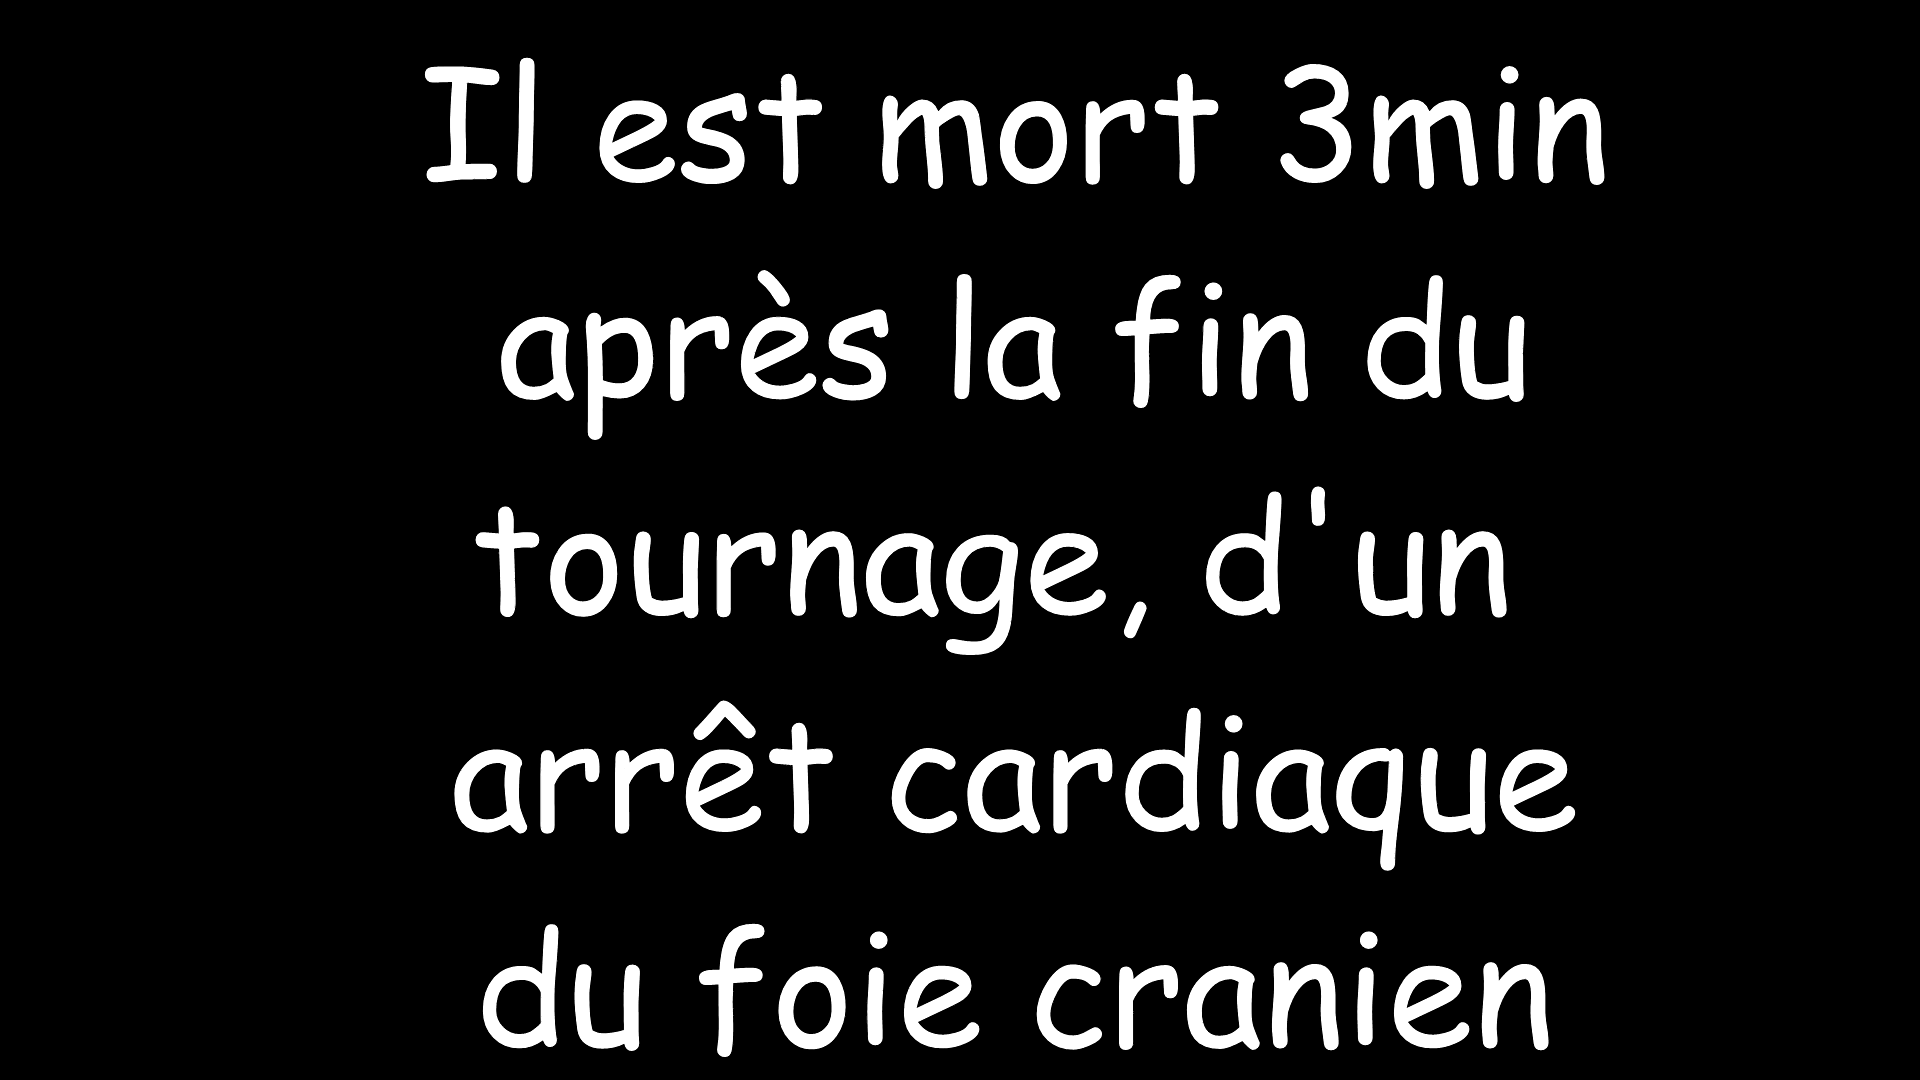 Il est mort 3min
après la fin du
tournage, d'un
arrêt cardiaque
du foie cranien